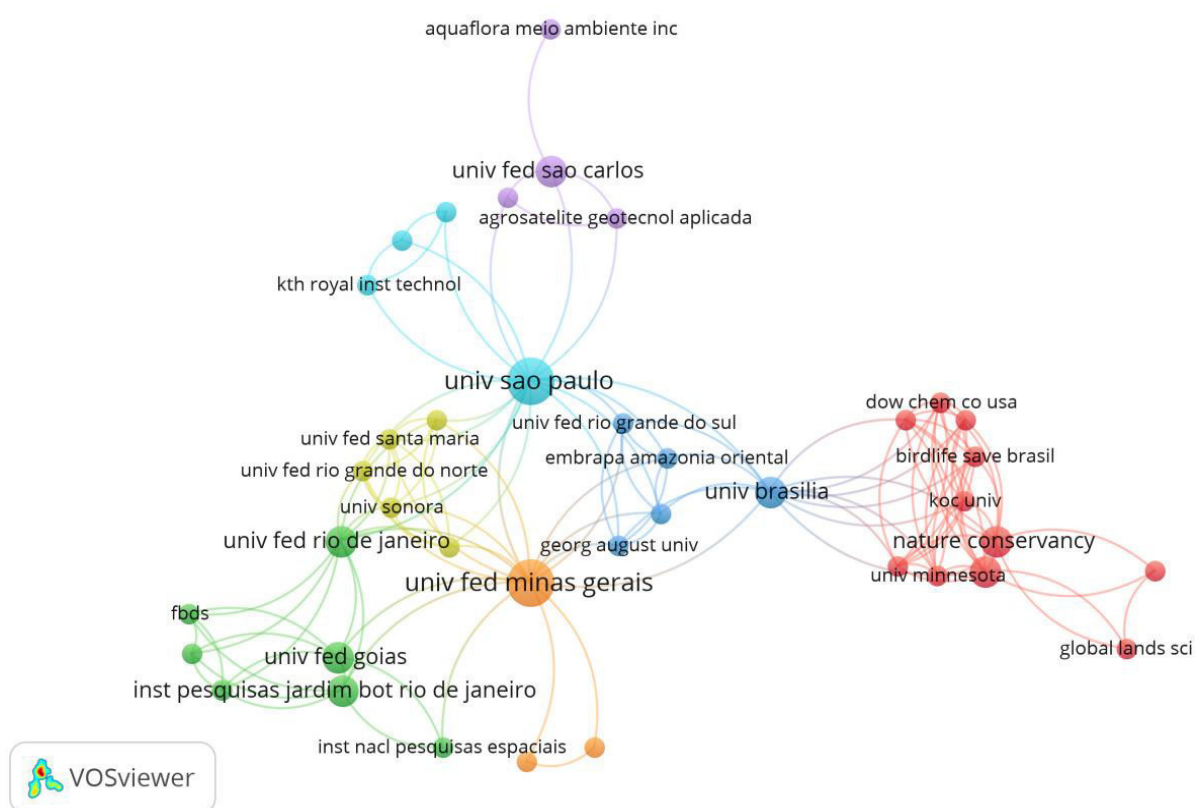 aquaflora meio ambiente inc
univ fed sao carlos
agrosatelite geotecnol aplicada
kth royal inst technol
univ sao paulo
dow chem co usa
univ fed rio grande do sul
univ fed santa maria
birdlife save brasil
embrapa amazonia oriental
univ fed rio grande do norte
univ brasilia
koc univ
univ sonora
univ fed rio de janeiro
georg august univ
nature conservancy
univ minnesota
univ fed minas gerais
fbds
global lands sci
univ fed goias
inst pesquisas jardim bot rio de janeiro
inst nacl pesquisas espaciais
VOSviewer